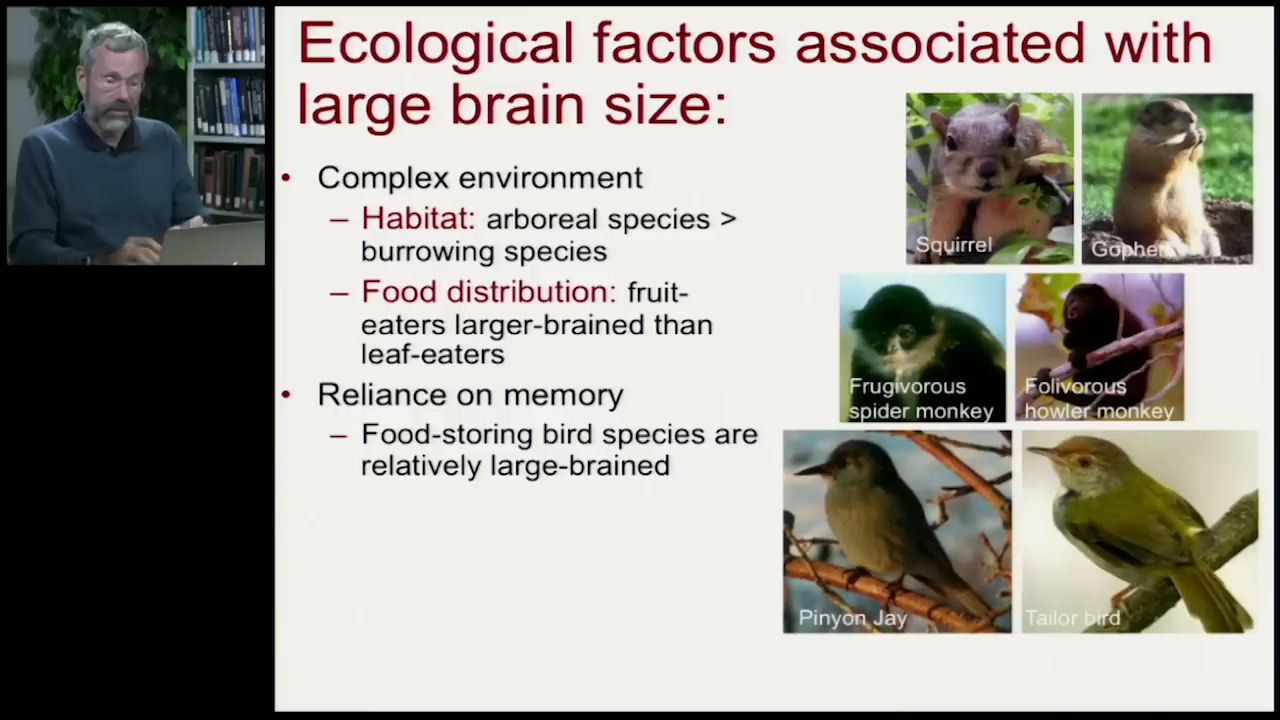 Ecological factors associated with
large brain size:
• Complex environment
– Habitat: arboreal species >
burrowing species
– Food distribution: fruit-
eaters larger-brained than
leaf-eaters
• Reliance on memory
– Food-storing bird species are
relatively large-brained
Squirrel
Gopher
Frugivorous
spider monkey
Folivorous
howler monkey
Pinyon Jay
Tailor bird